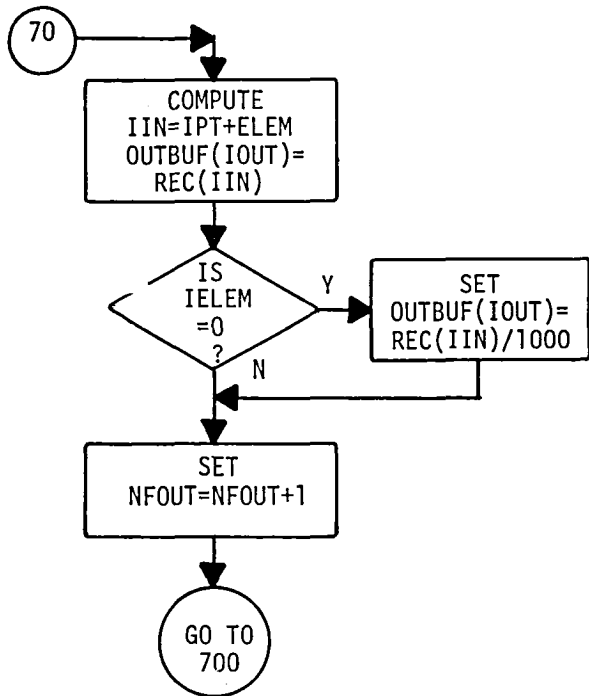 70
COMPUTE
IIN=IPT+ELEM
OUTBUF(IOUT)=
REC(IIN)
IS
IELEM
=0
?
Y
SET
OUTBUF(IOUT)=
REC(IIN)/1000
N
SET
NFOUT=NFOUT+1
GO TO
700